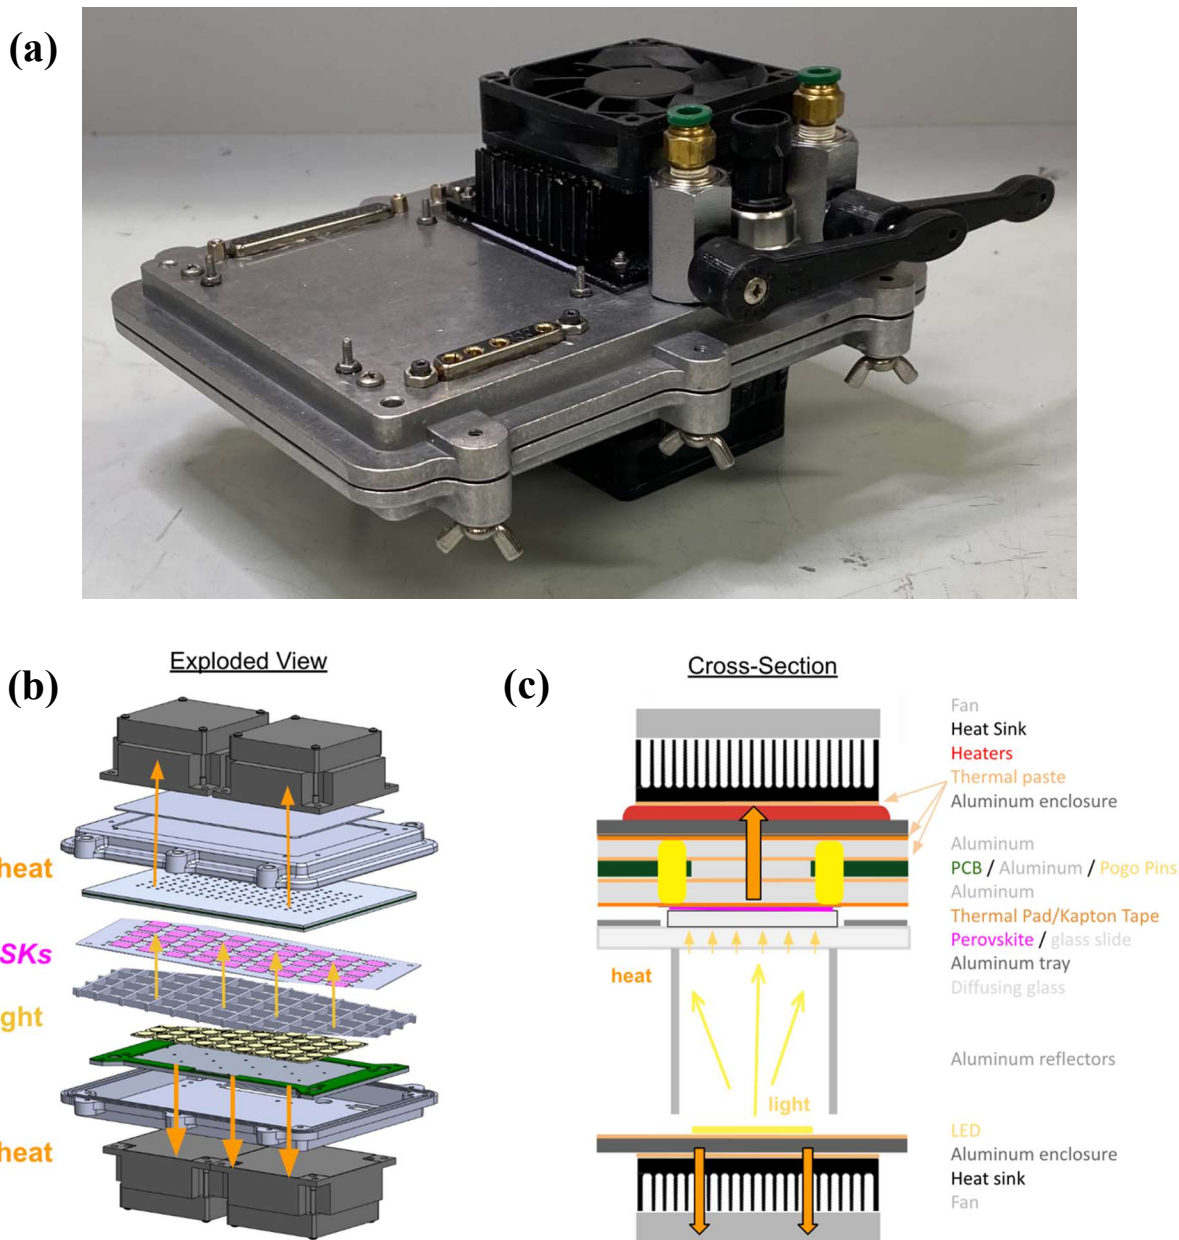 (a)
Exploded View
(b)
heat
SKs
ght
heat
Cross-Section
(c)
Fan
Heat Sink
Heaters
Thermal paste
Aluminum enclosure
Aluminum
PCB / Aluminum / Pogo Pins
Aluminum
Thermal Pad/Kapton Tape
Perovskite / glass slide
Aluminum tray
Diffusing glass
heat
Aluminum reflectors
light
LED
Aluminum enclosure
Heat sink
Fan